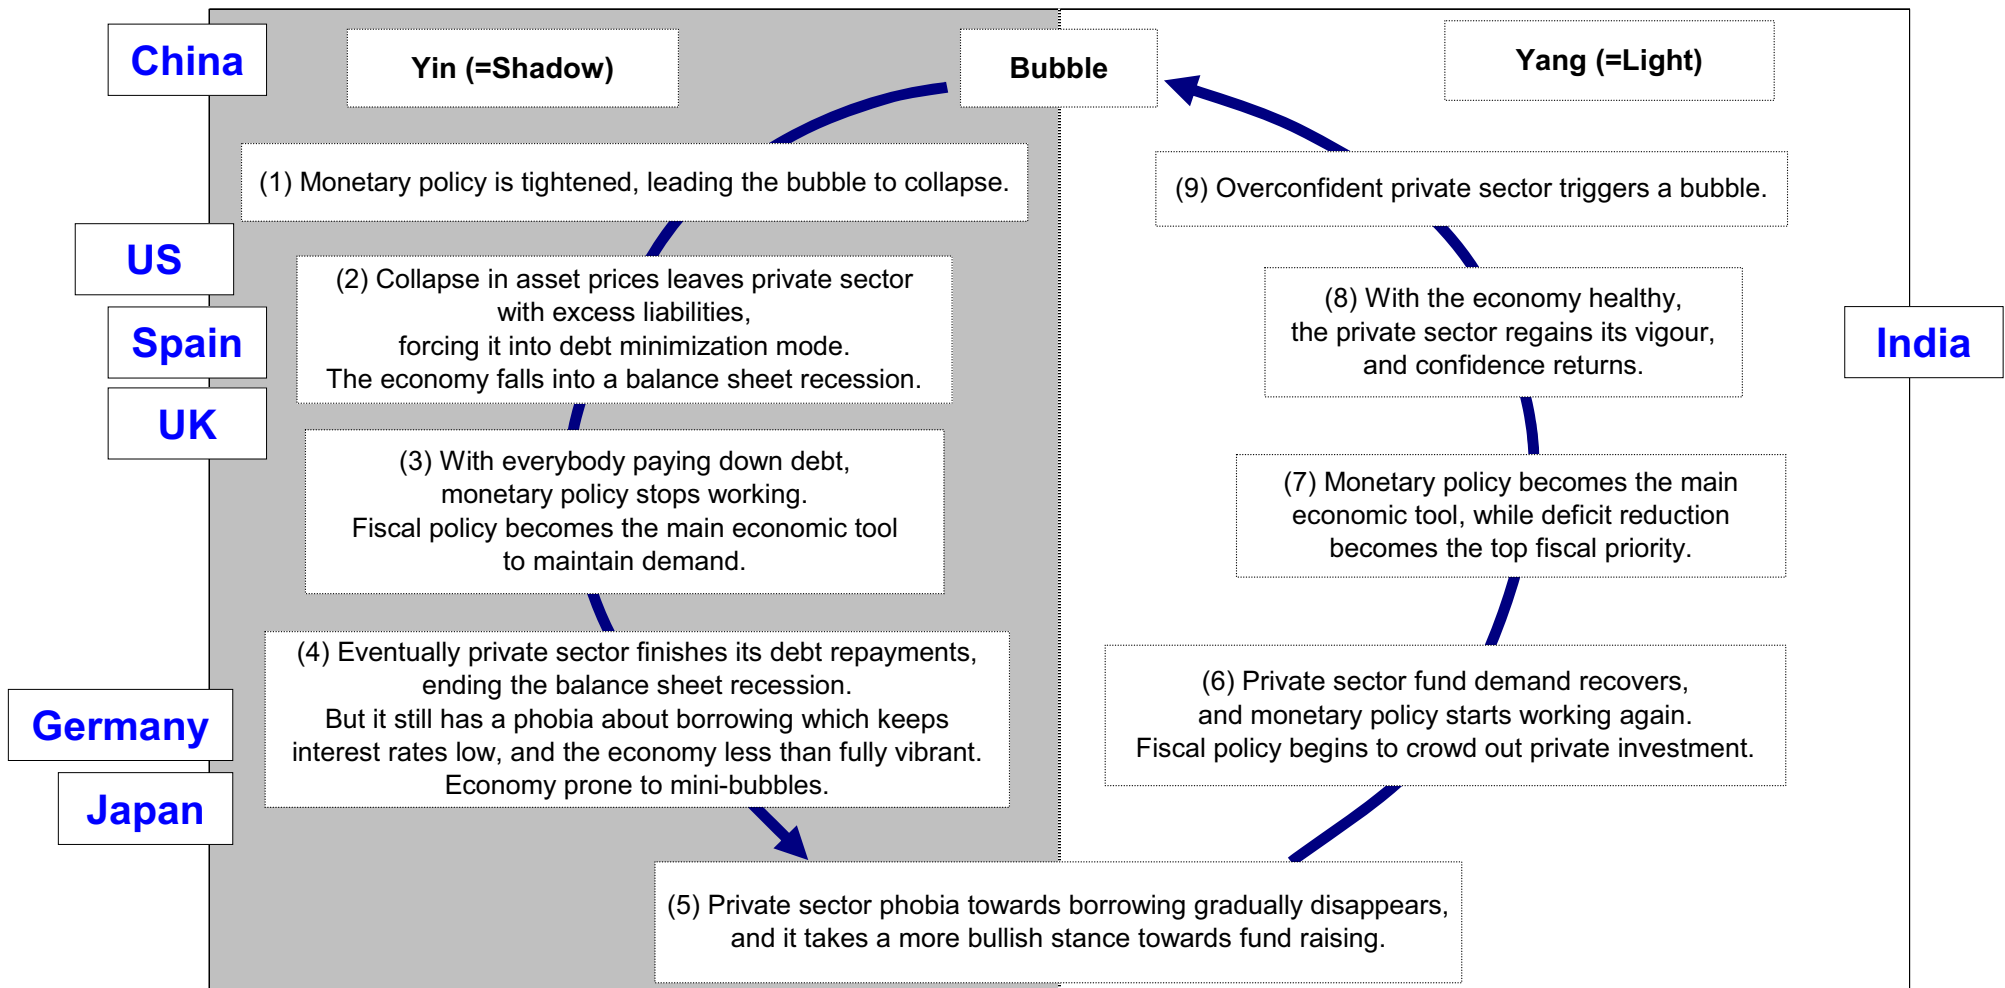 China
Yin (=Shadow)
Bubble
Yang (=Light)
(1) Monetary policy is tightened, leading the bubble to collapse.
(9) Overconfident private sector triggers a bubble.
US
Spain
UK
(2) Collapse in asset prices leaves private sector
with excess liabilities,
forcing it into debt minimization mode.
The economy falls into a balance sheet recession.
(8) With the economy healthy,
the private sector regains its vigour,
and confidence returns.
India
(3) With everybody paying down debt,
monetary policy stops working.
Fiscal policy becomes the main economic tool
to maintain demand.
(7) Monetary policy becomes the main
economic tool, while deficit reduction
becomes the top fiscal priority.
Germany
Japan
(4) Eventually private sector finishes its debt repayments,
ending the balance sheet recession.
But it still has a phobia about borrowing which keeps
interest rates low, and the economy less than fully vibrant.
Economy prone to mini-bubbles.
(6) Private sector fund demand recovers,
and monetary policy starts working again.
Fiscal policy begins to crowd out private investment.
(5) Private sector phobia towards borrowing gradually disappears,
and it takes a more bullish stance towards fund raising.